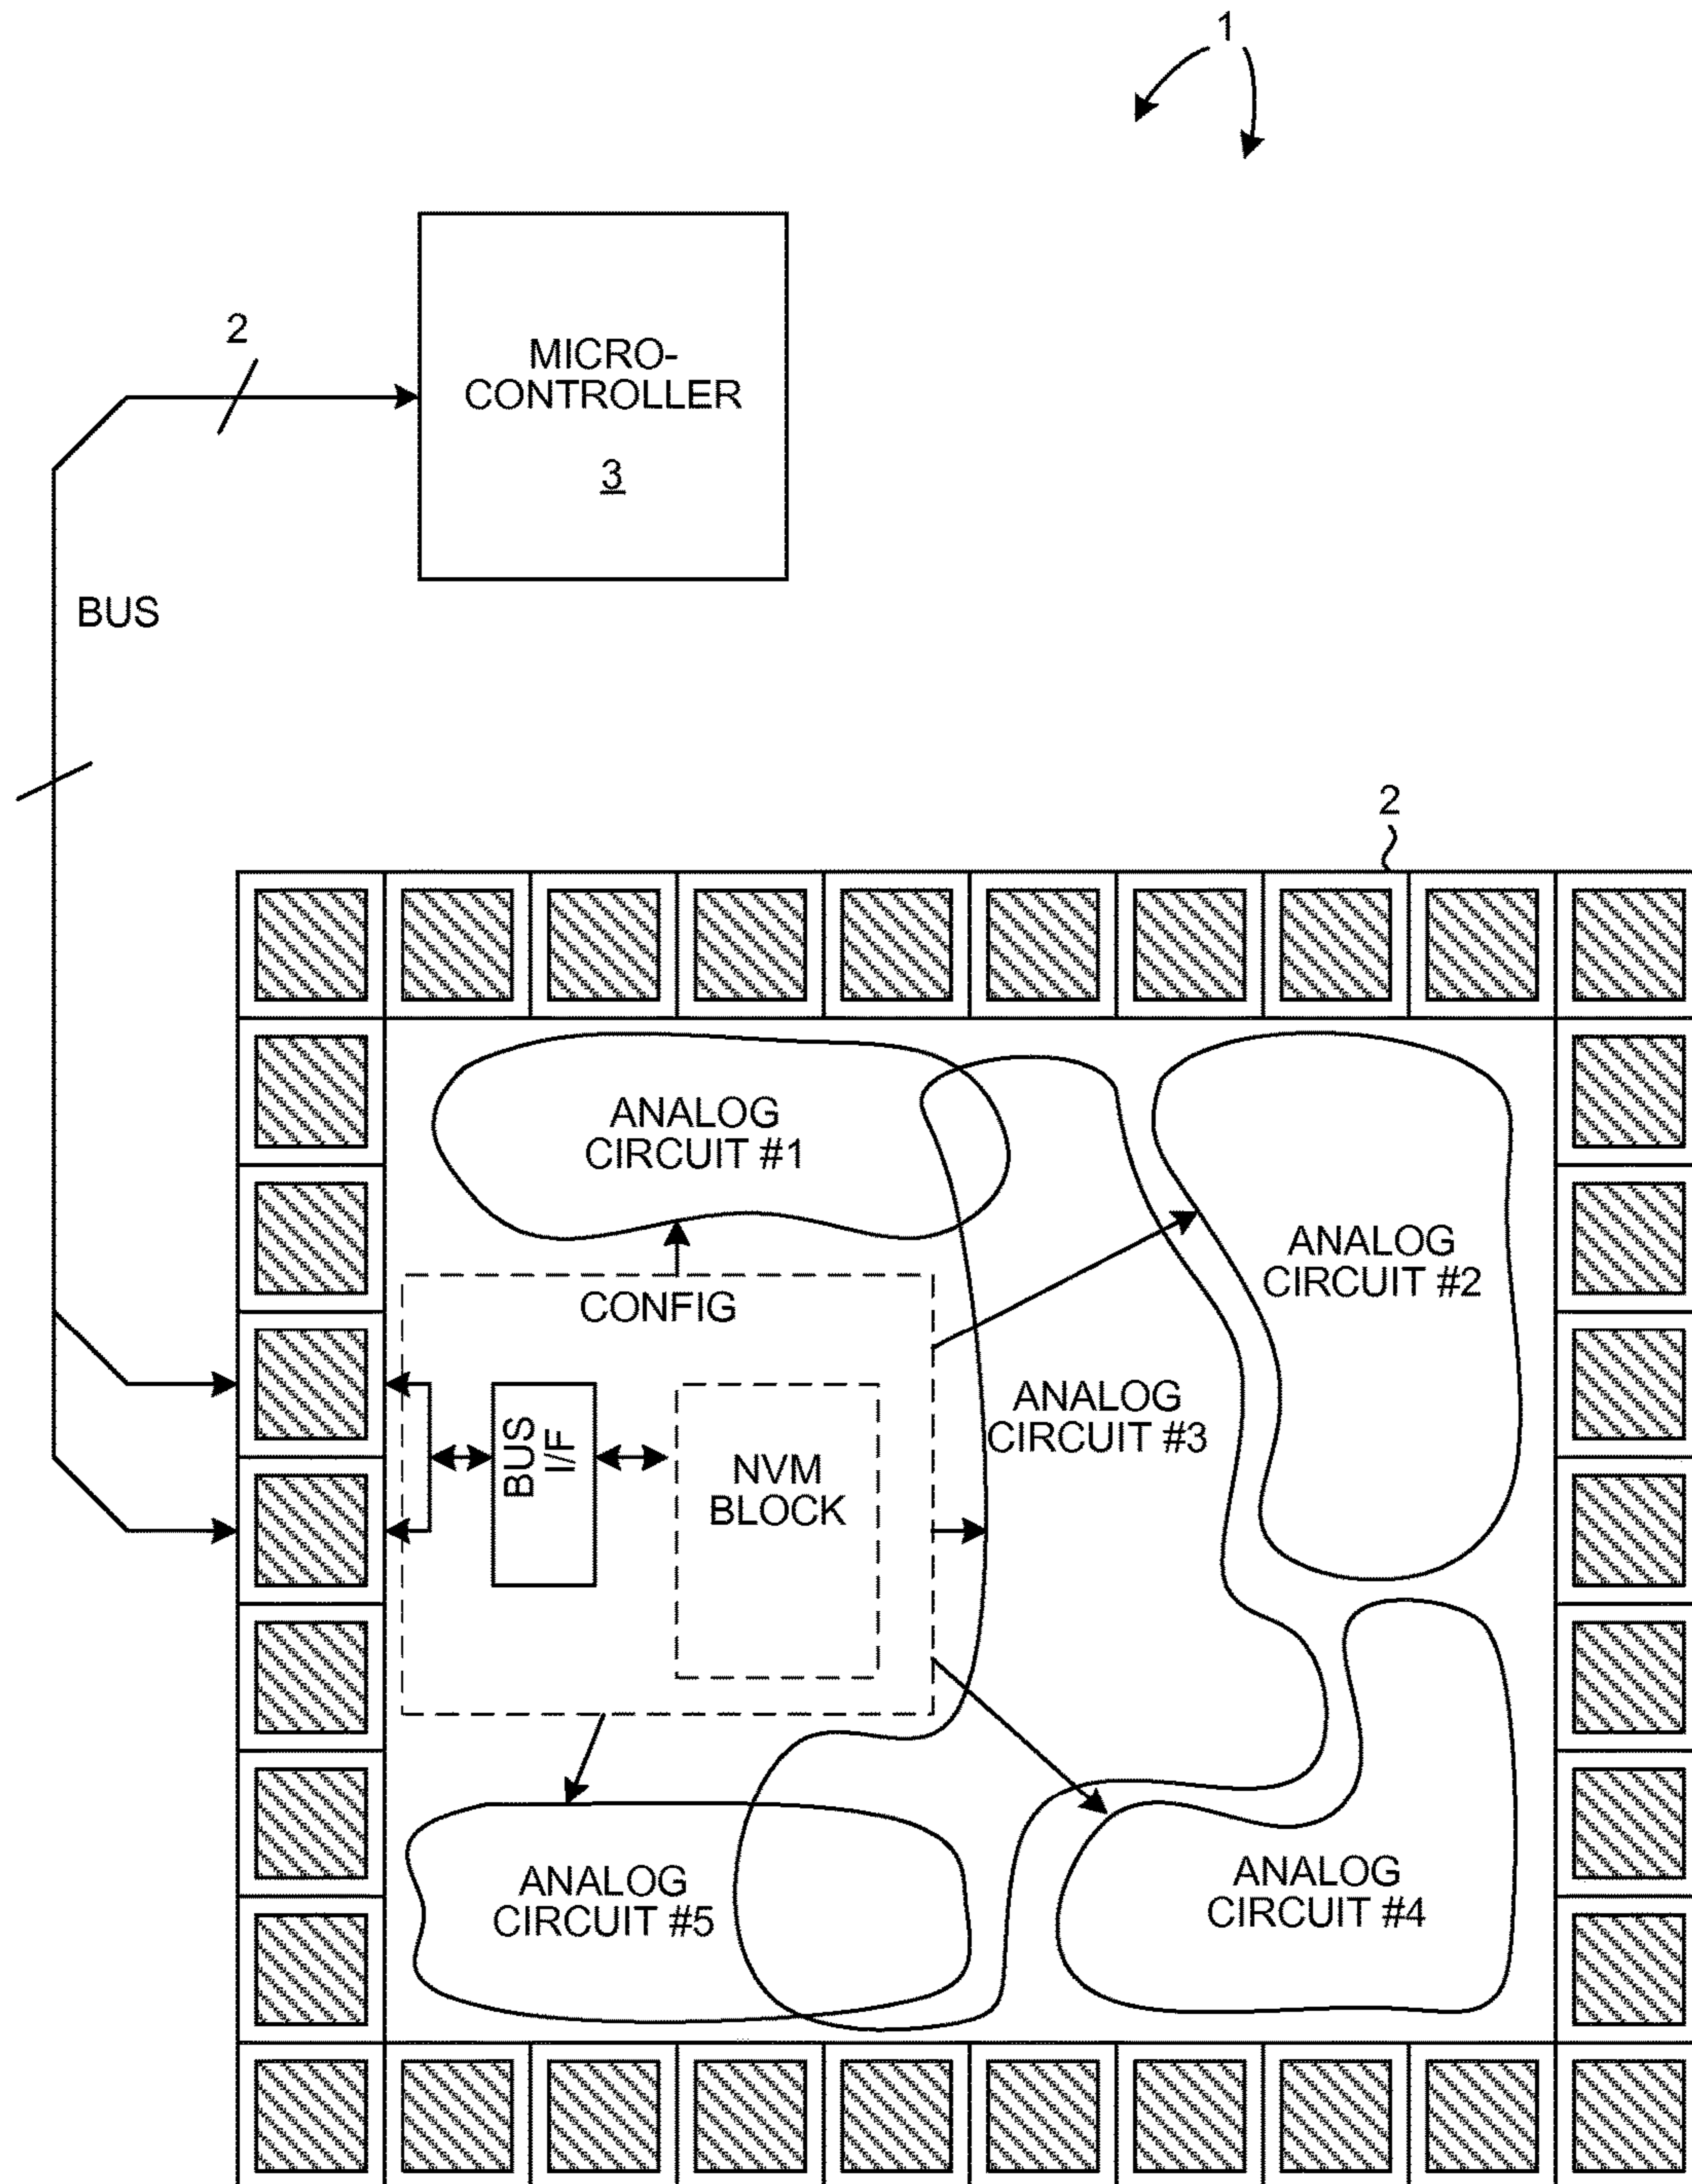 1
2
MICRO-
CONTROLLER
3
BUS
2
ANALOG
CIRCUIT #1
ANALOG
CIRCUIT #2
CONFIG
ANALOG
CIRCUIT #3
BUS
I/F
NVM
BLOCK
ANALOG
CIRCUIT #4
ANALOG
CIRCUIT #5